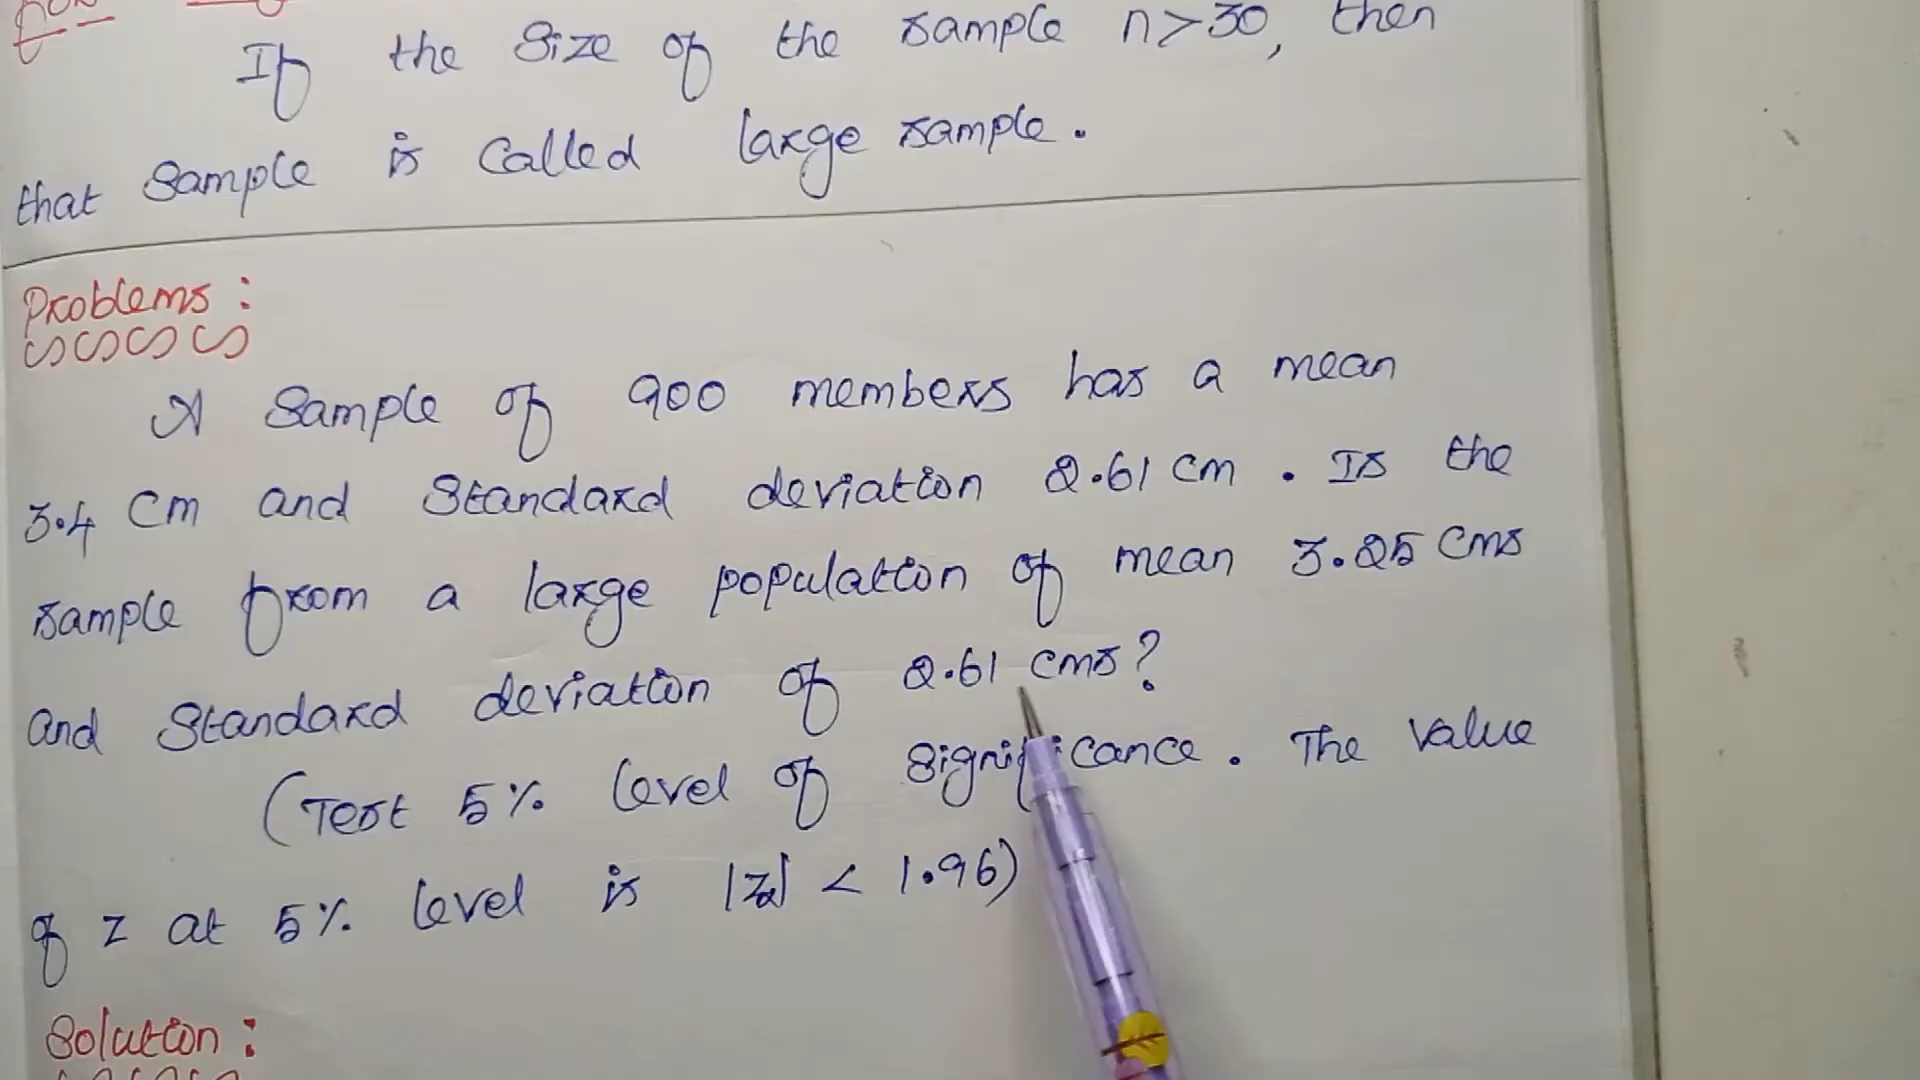 If the Size of the sample n>30, then
that Sample is Called large sample.
Problems:
A Sample of 900 members has a mean
3.4 cm and Standard deviation 2.61 cm. Is the
sample from a large population of mean 3.25 cms
and Standard deviation of 2.61 cms?
(Test 5% level of Significance. The Value
of Z at 5% level is |Zα| < 1.96)
Solution: